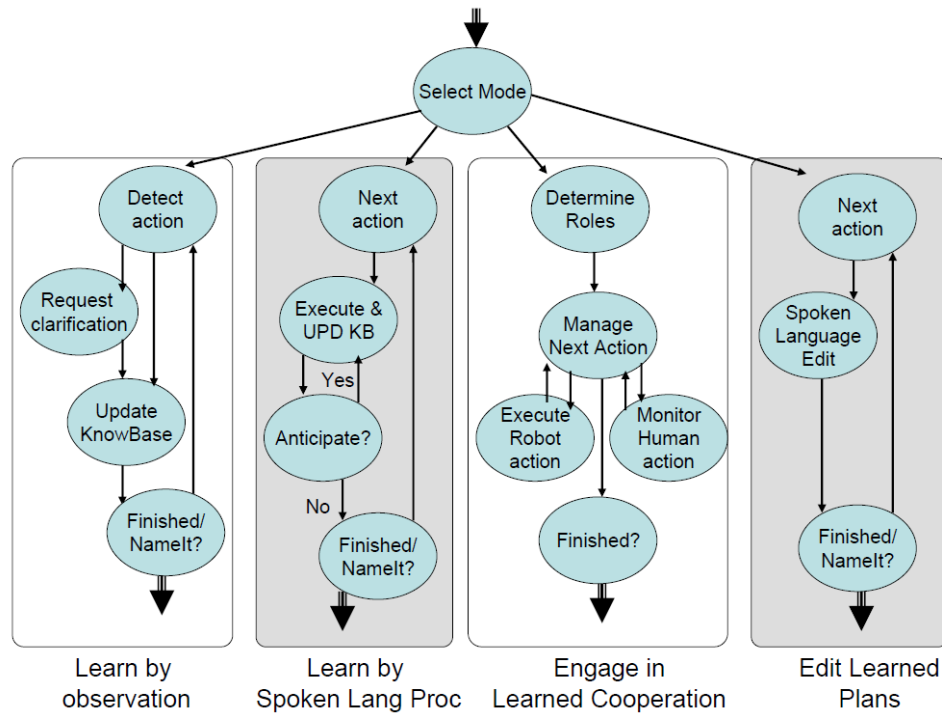 Select Mode
Detect
action
Request
clarification
Update
KnowBase
Finished/
NameIt?
Learn by
observation
Next
action
Execute &
UPD KB
Yes
Anticipate?
No
Finished/
NameIt?
Learn by
Spoken Lang Proc
Determine
Roles
Manage
Next Action
Execute
Robot
action
Monitor
Human
action
Finished?
Engage in
Learned Cooperation
Next
action
Spoken
Language
Edit
Finished/
NameIt?
Edit Learned
Plans